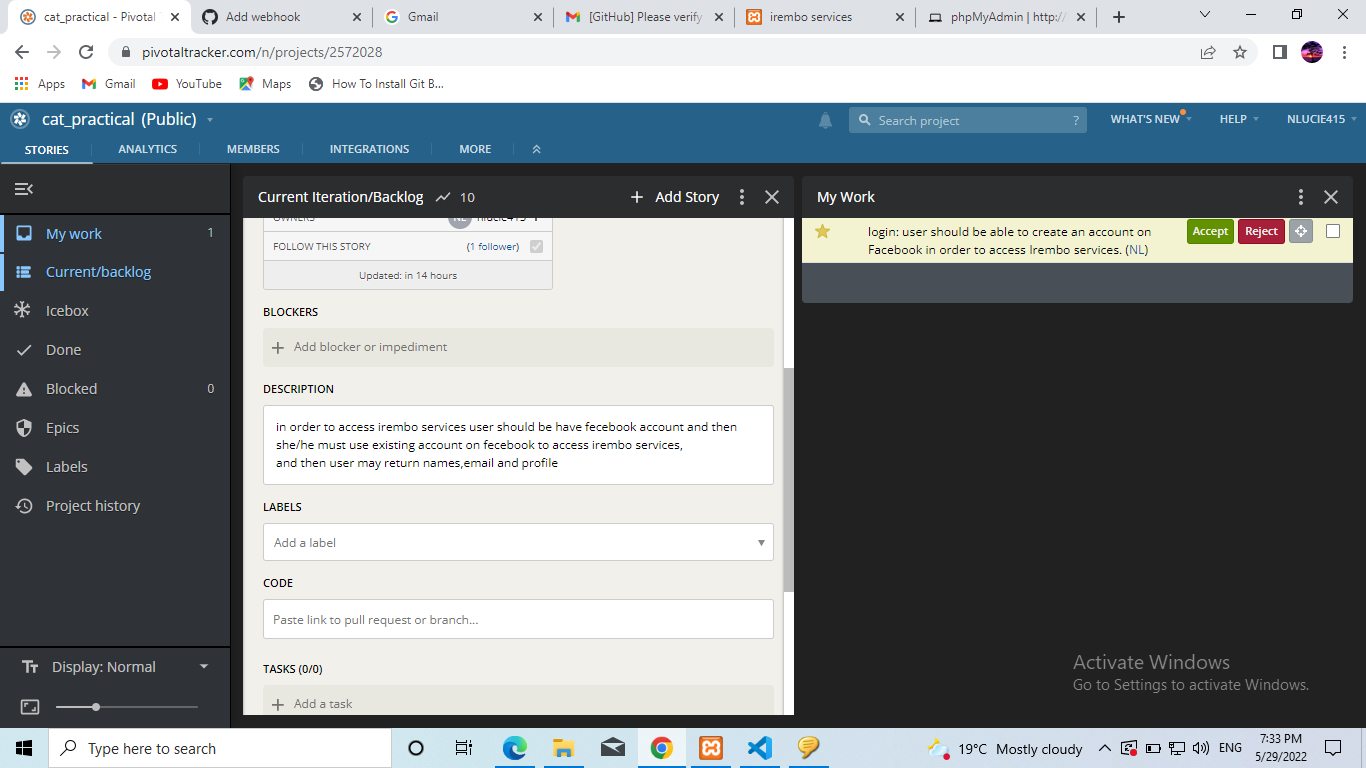 cat_practical - Pivotal T
Add webhook
Gmail
[GitHub] Please verify
irembo services
phpMyAdmin | http://
pivotaltracker.com/n/projects/2572028
Apps
Gmail
YouTube
Maps
How To Install Git B...
cat_practical (Public)
Search project
?
WHAT'S NEW
HELP
NLUCIE415
STORIES
ANALYTICS
MEMBERS
INTEGRATIONS
MORE
My work
1
Current/backlog
Icebox
Done
Blocked
0
Epics
Labels
Project history
Display: Normal
Current Iteration/Backlog
10
Add Story
OWNERS
NL
nlucie415
FOLLOW THIS STORY
(1 follower)
Updated: in 14 hours
BLOCKERS
Add blocker or impediment
DESCRIPTION
in order to access irembo services user should be have fecebook account and then
she/he must use existing account on fecebook to access irembo services,
and then user may return names,email and profile
LABELS
Add a label
CODE
Paste link to pull request or branch...
TASKS (0/0)
Add a task
My Work
login: user should be able to create an account on
Facebook in order to access Irembo services. (NL)
Accept
Reject
Activate Windows
Go to Settings to activate Windows.
Type here to search
19°C Mostly cloudy
ENG
7:33 PM
5/29/2022